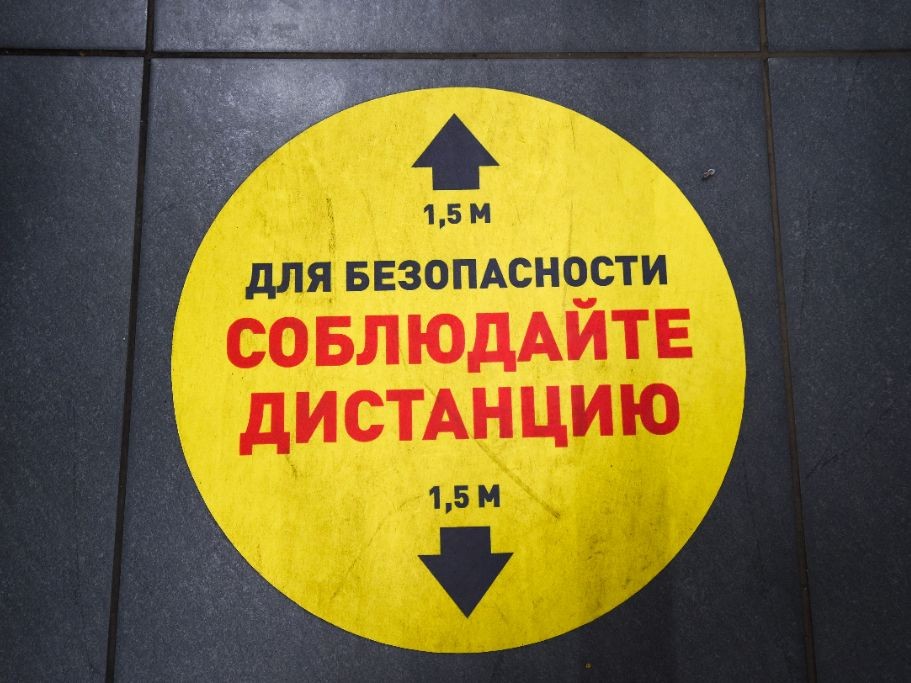 1,5 М
ДЛЯ БЕЗОПАСНОСТИ
СОБЛЮДАЙТЕ
ДИСТАНЦИЮ
1,5 М